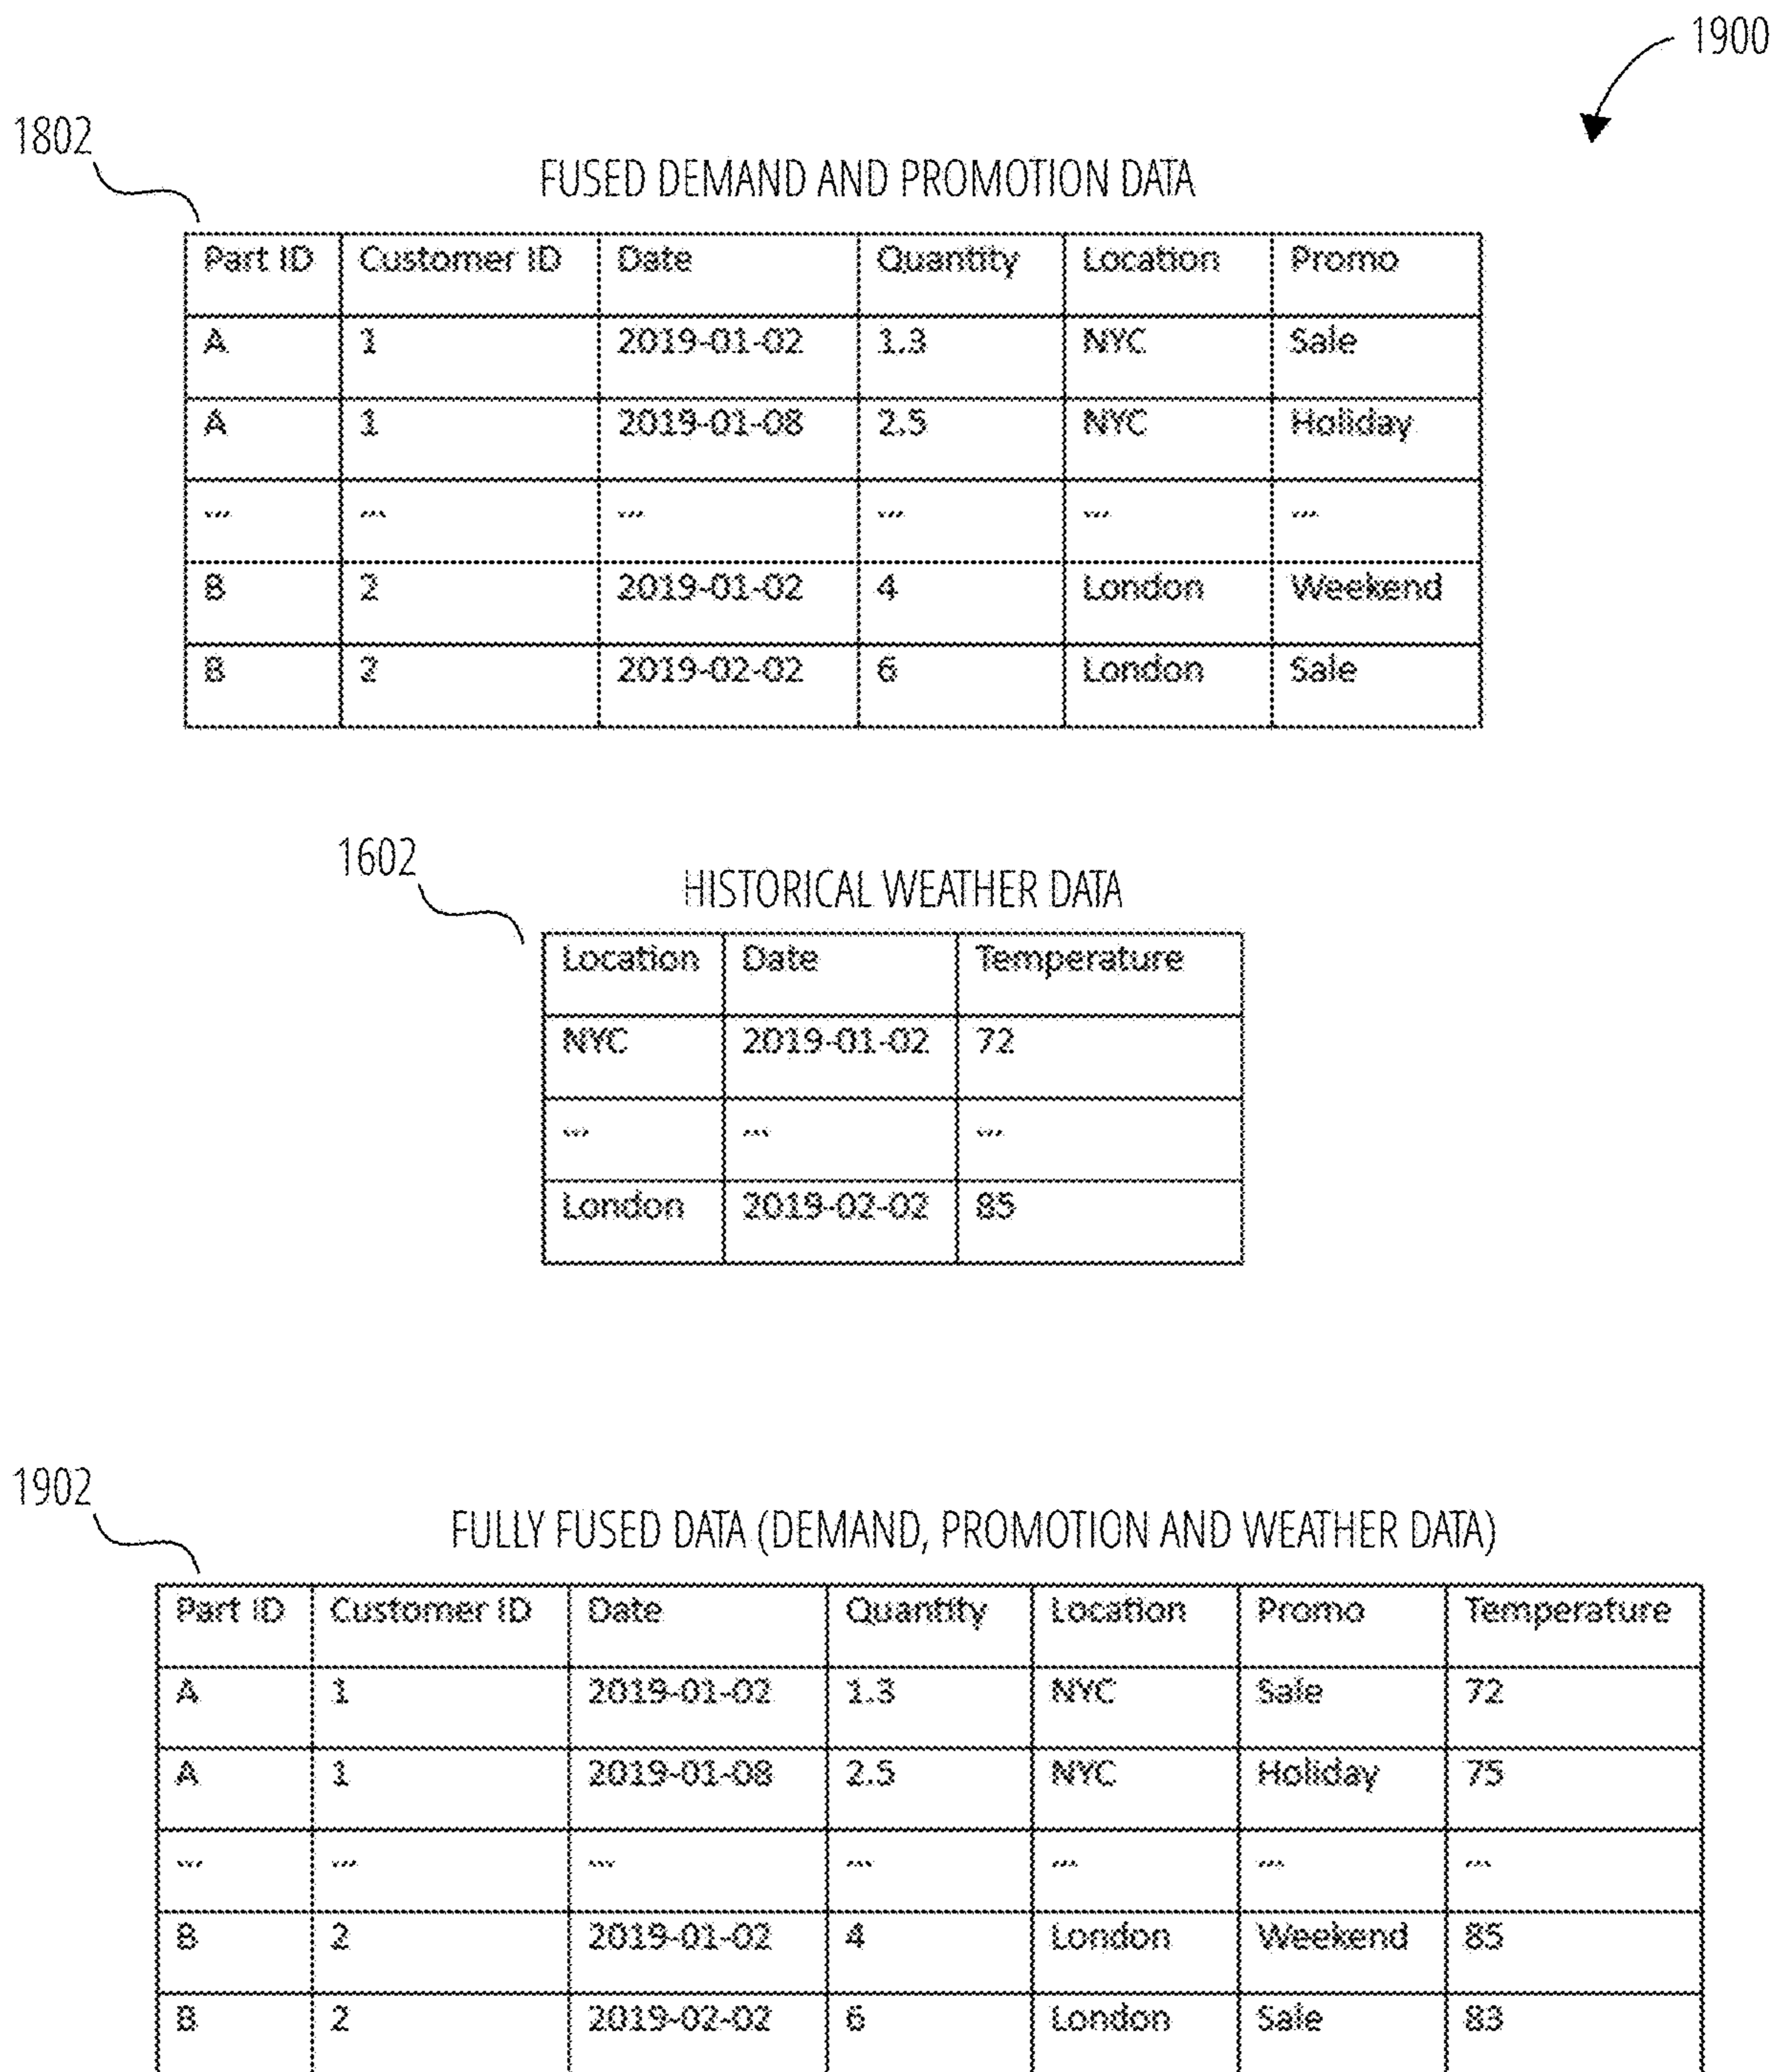 1900
1802
FUSED DEMAND AND PROMOTION DATA
Part ID Customer ID Date Quantity Location Promo
A 1 2019-01-02 1.3 NYC Sale
A 1 2019-01-08 2.5 NYC Holiday
... ... ... ... ... ...
B 2 2019-01-02 4 London Weekend
B 2 2019-02-02 6 London Sale
1602
HISTORICAL WEATHER DATA
Location Date Temperature
NYC 2019-01-02 72
... ... ...
London 2019-02-02 85
1902
FULLY FUSED DATA (DEMAND, PROMOTION AND WEATHER DATA)
Part ID Customer ID Date Quantity Location Promo Temperature
A 1 2019-01-02 1.3 NYC Sale 72
A 1 2019-01-08 2.5 NYC Holiday 75
... ... ... ... ... ... ...
B 2 2019-01-02 4 London Weekend 85
B 2 2019-02-02 6 London Sale 83